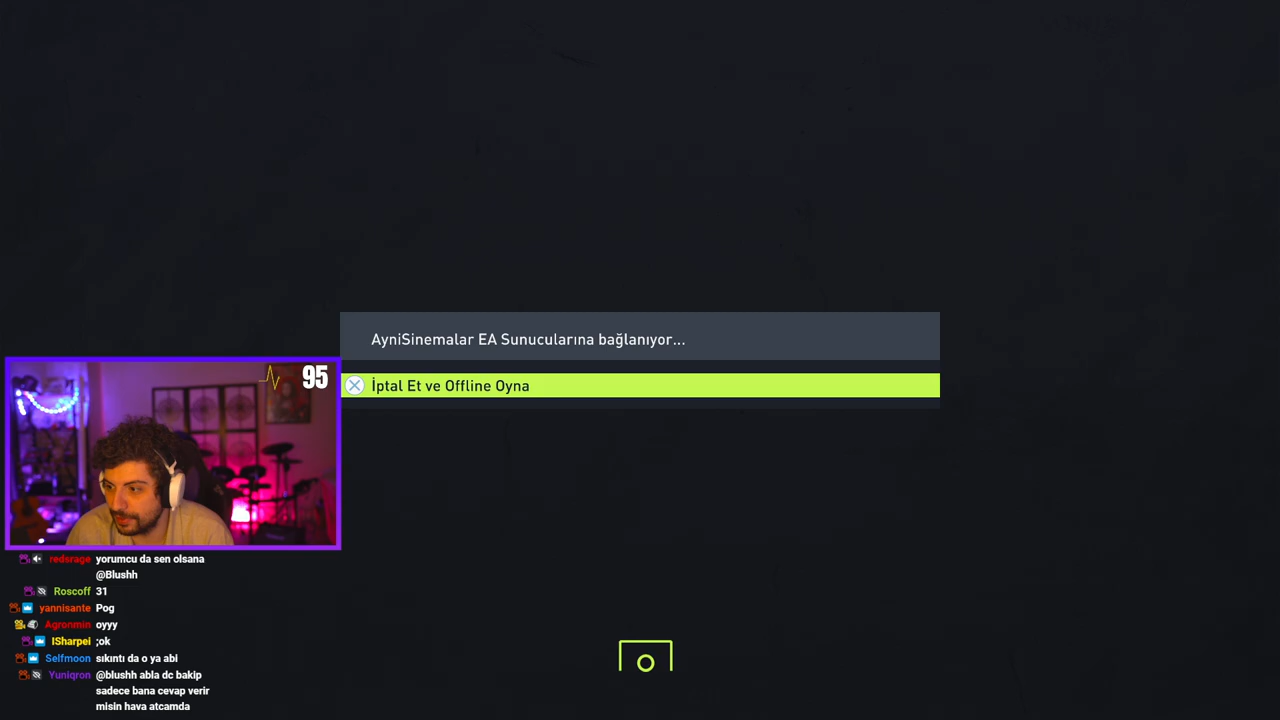 AyniSinemalar EA Sunucularına bağlanıyor...
İptal Et ve Offline Oyna
95
redsrage yorumcu da sen olsana
@Blushh
Roscoff 31
yannisante Pog
Agronmin oyyy
ISharpei ;ok
Selfmoon sıkıntı da o ya abi
Yuniqron @blushh abla dc bakip
sadece bana cevap verir
misin hava atcamda